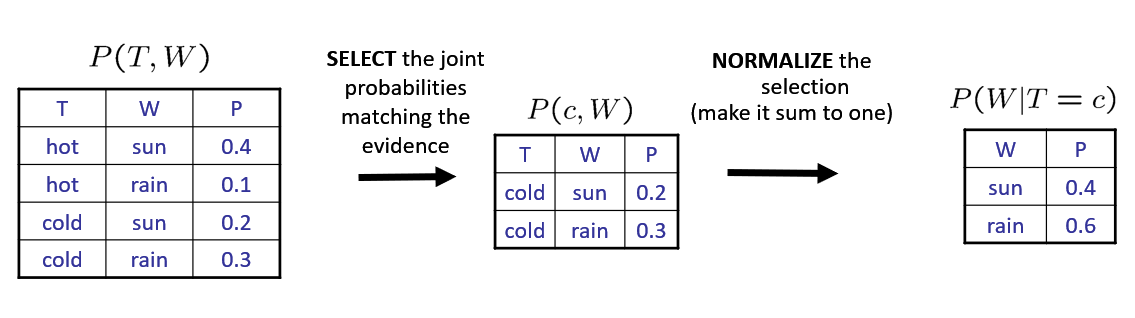 P(T, W)
T W P
hot sun 0.4
hot rain 0.1
cold sun 0.2
cold rain 0.3
SELECT the joint
probabilities
matching the
evidence
P(c, W)
T W P
cold sun 0.2
cold rain 0.3
NORMALIZE the
selection
(make it sum to one)
P(W|T = c)
W P
sun 0.4
rain 0.6